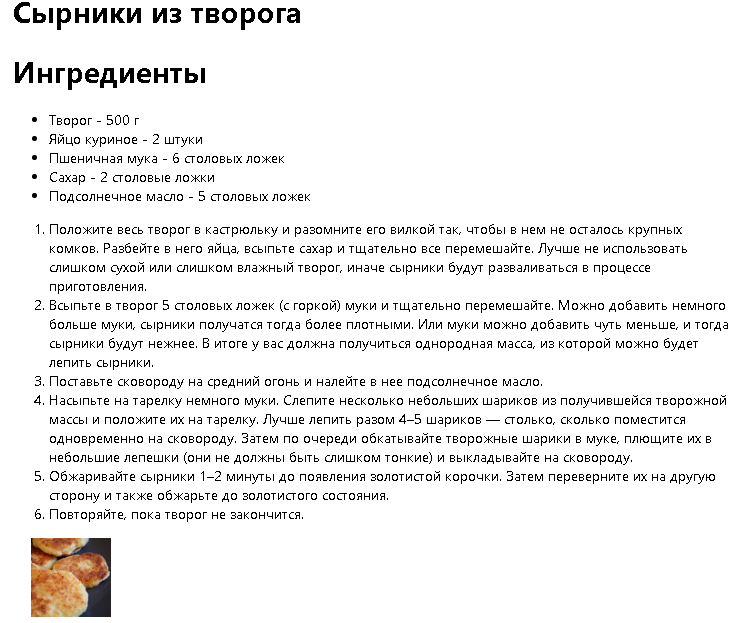 Сырники из творога
Ингредиенты
• Творог - 500 г
• Яйцо куриное - 2 штуки
• Пшеничная мука - 6 столовых ложек
• Сахар - 2 столовые ложки
• Подсолнечное масло - 5 столовых ложек
1. Положите весь творог в кастрюльку и разомните его вилкой так, чтобы в нем не осталось крупных
комков. Разбейте в него яйца, всыпьте сахар и тщательно все перемешайте. Лучше не использовать
слишком сухой или слишком влажный творог, иначе сырники будут разваливаться в процессе
приготовления.
2. Всыпьте в творог 5 столовых ложек (с горкой) муки и тщательно перемешайте. Можно добавить немного
больше муки, сырники получатся тогда более плотными. Или муки можно добавить чуть меньше, и тогда
сырники будут нежнее. В итоге у вас должна получиться однородная масса, из которой можно будет
лепить сырники.
3. Поставьте сковороду на средний огонь и налейте в нее подсолнечное масло.
4. Насыпьте на тарелку немного муки. Слепите несколько небольших шариков из получившейся творожной
массы и положите их на тарелку. Лучше лепить разом 4–5 шариков — столько, сколько поместится
одновременно на сковороду. Затем по очереди обкатывайте творожные шарики в муке, плющите их в
небольшие лепешки (они не должны быть слишком тонкие) и выкладывайте на сковороду.
5. Обжаривайте сырники 1–2 минуты до появления золотистой корочки. Затем переверните их на другую
сторону и также обжарьте до золотистого состояния.
6. Повторяйте, пока творог не закончится.